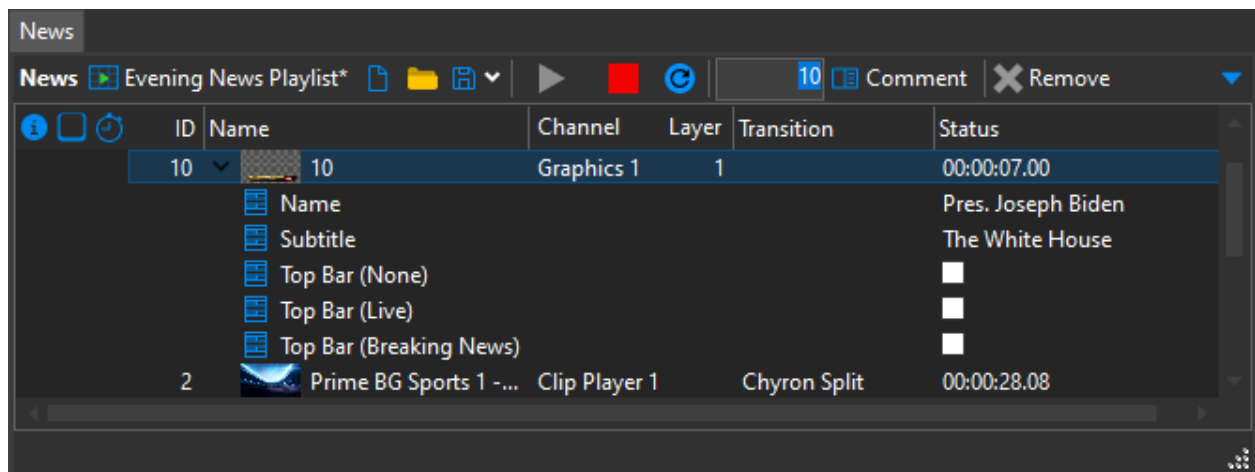 News
News Evening News Playlist* 10 Comment Remove
ID Name Channel Layer Transition Status
10 10 Graphics 1 1 00:00:07.00
Name Pres. Joseph Biden
Subtitle The White House
Top Bar (None)
Top Bar (Live)
Top Bar (Breaking News)
2 Prime BG Sports 1 -... Clip Player 1 Chyron Split 00:00:28.08